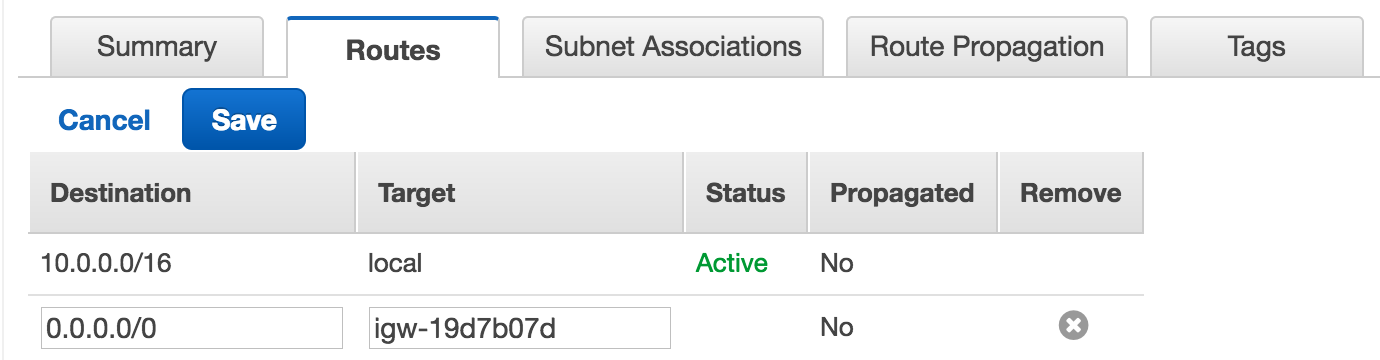 Summary Routes Subnet Associations Route Propagation Tags
Cancel Save
Destination Target Status Propagated Remove
10.0.0.0/16 local Active No
0.0.0.0/0 igw-19d7b07d No